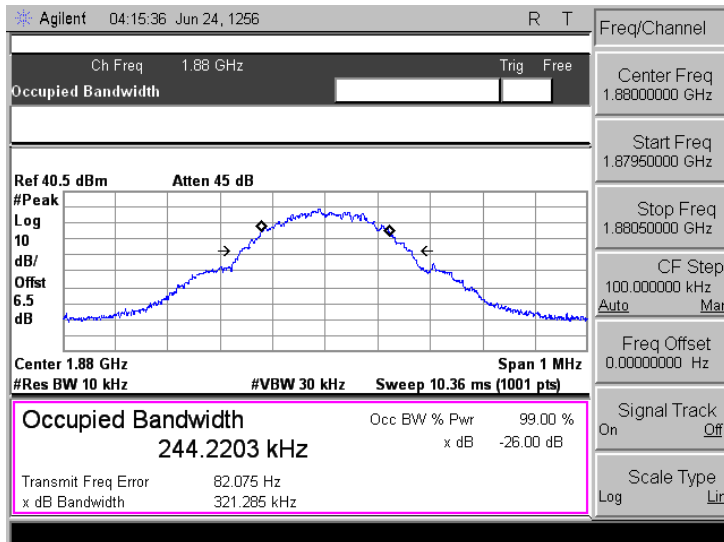 Agilent 04:15:36 Jun 24, 1256 R T
Freq/Channel
Ch Freq 1.88 GHz Trig Free
Occupied Bandwidth
Center Freq
1.88000000 GHz
Start Freq
1.87950000 GHz
Stop Freq
1.88050000 GHz
CF Step
100.000000 kHz
Auto Man
Freq Offset
0.00000000 Hz
Signal Track
On Off
Scale Type
Log Lin
Ref 40.5 dBm Atten 45 dB
#Peak
Log
10
dB/
Offst
6.5
dB
Center 1.88 GHz Span 1 MHz
#Res BW 10 kHz #VBW 30 kHz Sweep 10.36 ms (1001 pts)
Occupied Bandwidth Occ BW % Pwr 99.00 %
244.2203 kHz x dB -26.00 dB
Transmit Freq Error 82.075 Hz
x dB Bandwidth 321.285 kHz